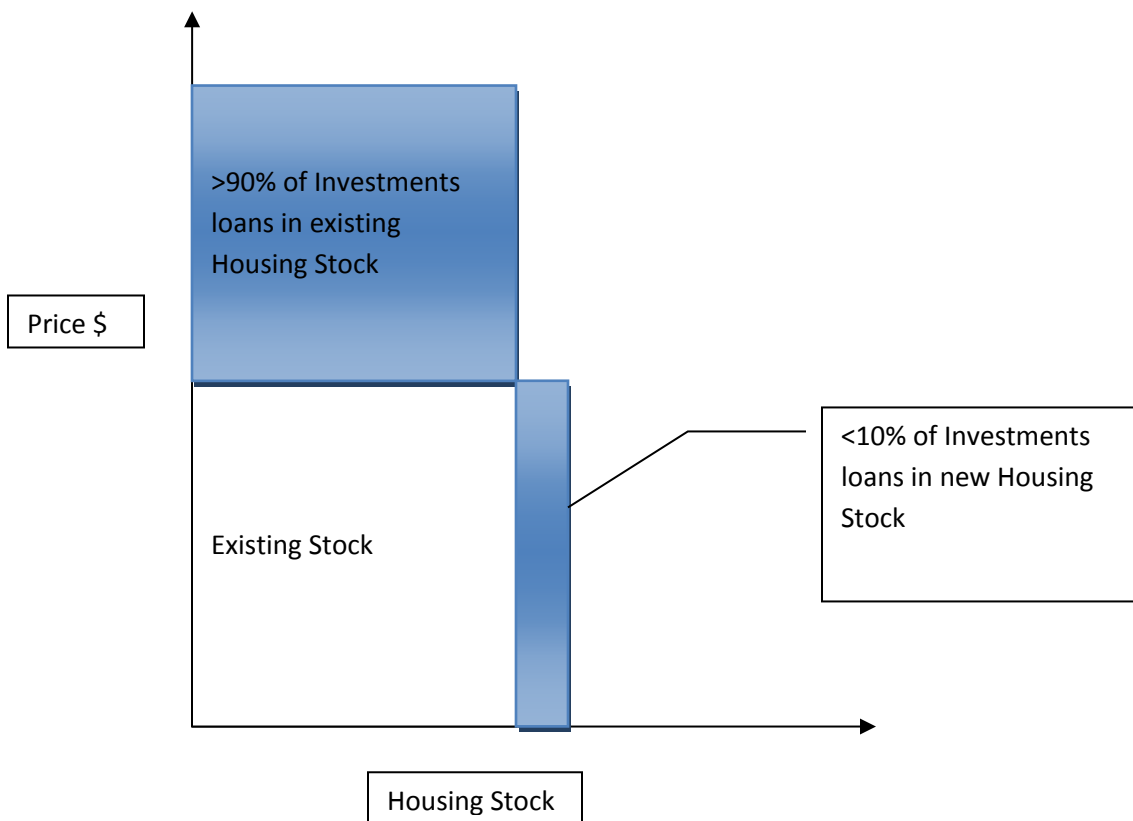 >90% of Investments
loans in existing
Housing Stock
Price $
<10% of Investments
loans in new Housing
Stock
Existing Stock
Housing Stock